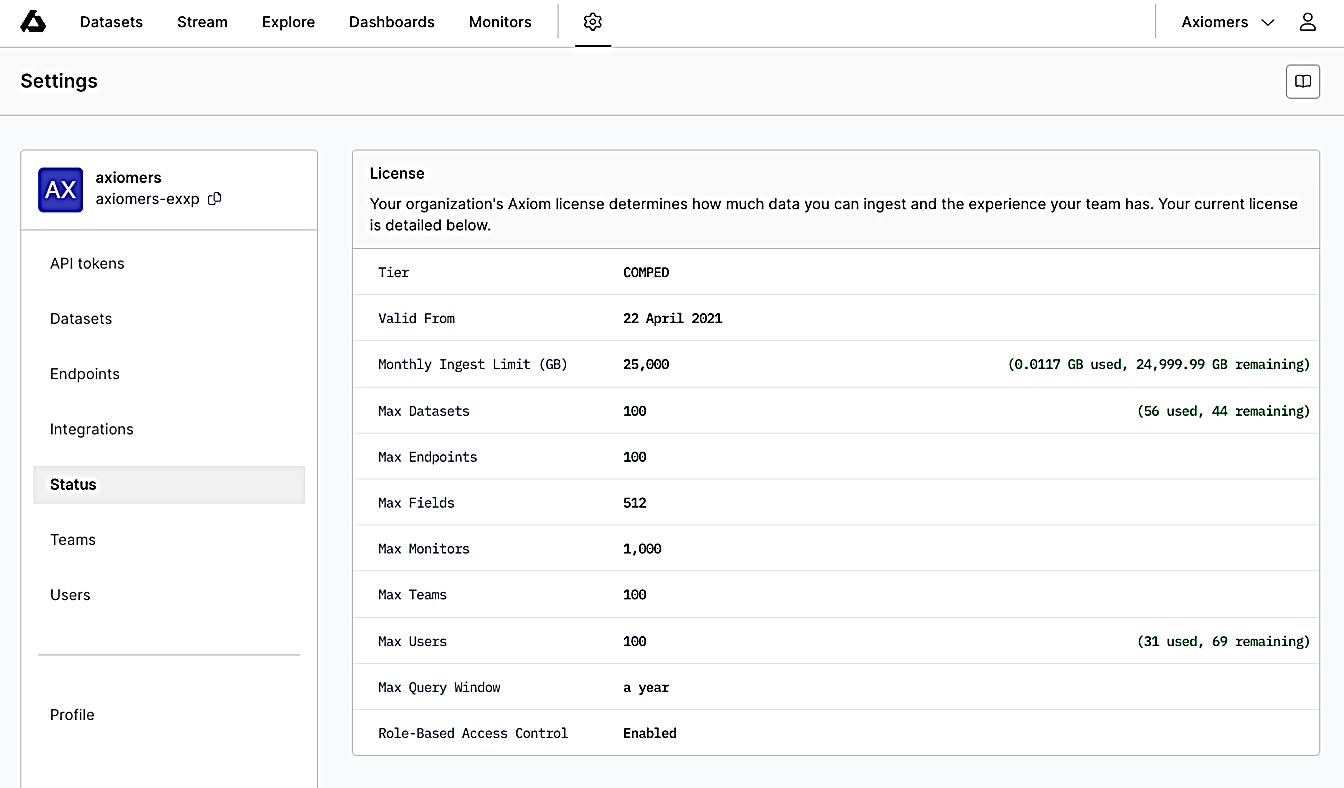 Datasets Stream Explore Dashboards Monitors Axiomers
Settings
AX axiomers
axiomers-exxp
API tokens
Datasets
Endpoints
Integrations
Status
Teams
Users
Profile
License
Your organization's Axiom license determines how much data you can ingest and the experience your team has. Your current license
is detailed below.
Tier COMPED
Valid From 22 April 2021
Monthly Ingest Limit (GB) 25,000 (0.0117 GB used, 24,999.99 GB remaining)
Max Datasets 100 (56 used, 44 remaining)
Max Endpoints 100
Max Fields 512
Max Monitors 1,000
Max Teams 100
Max Users 100 (31 used, 69 remaining)
Max Query Window a year
Role-Based Access Control Enabled